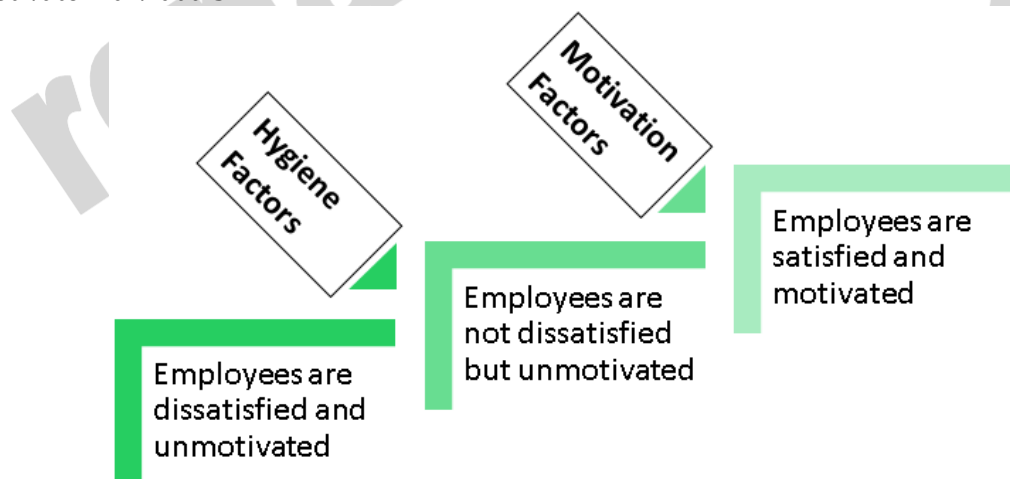 Motivation
Factors
Hygiene
Factors
Employees are
satisfied and
motivated
Employees are
not dissatisfied
but unmotivated
Employees are
dissatisfied and
unmotivated